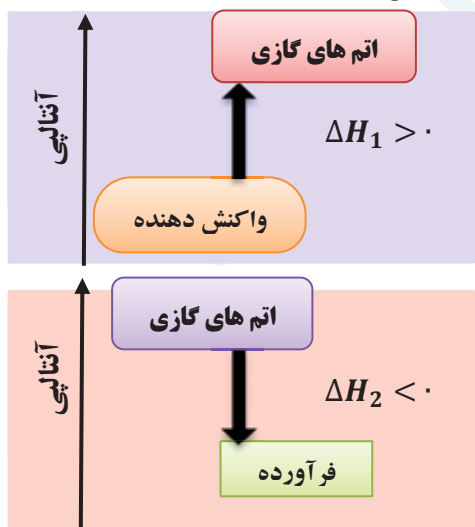 آنتالپی
اتم های گازی
ΔH₁ > ۰
واکنش دهنده
آنتالپی
اتم های گازی
ΔH₂ < ۰
فرآورده